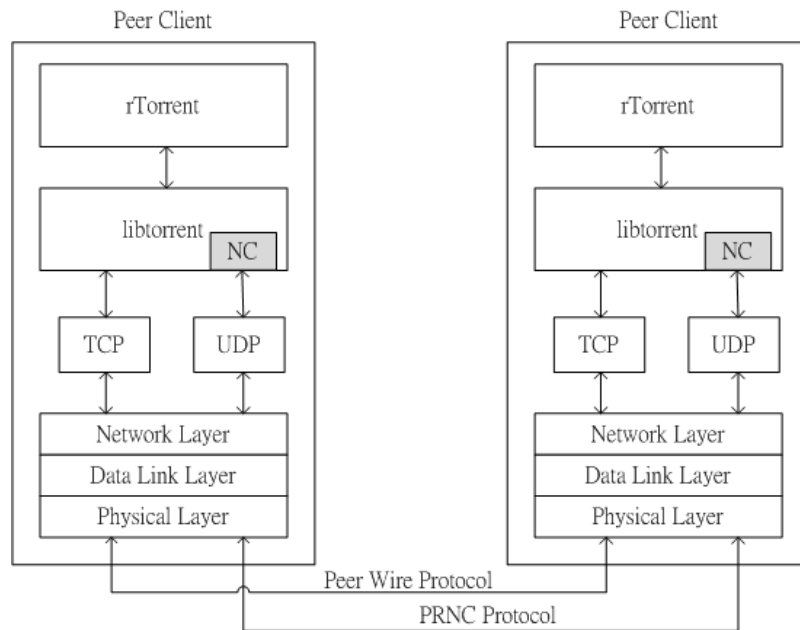 Peer Client
rTorrent
libtorrent
NC
TCP
UDP
Network Layer
Data Link Layer
Physical Layer
Peer Client
rTorrent
libtorrent
NC
TCP
UDP
Network Layer
Data Link Layer
Physical Layer
Peer Wire Protocol
PRNC Protocol